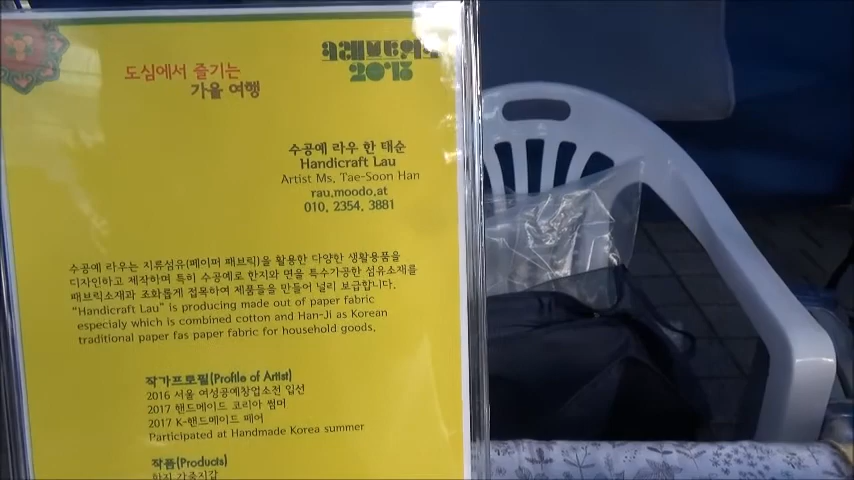 도심에서 즐기는
가을 여행
수공예 라우 한 태순
Handicraft Lau
Artist Ms. Tae-Soon Han
rau.moodo.at
010. 2354. 3881
수공예 라우는 지류섬유(페이퍼 패브릭)을 활용한 다양한 생활용품을
디자인하고 제작하며 특히 수공예로 한지와 면을 특수가공한 섬유소재를
패브릭소재와 조화롭게 접목하여 제품들을 만들어 널리 보급합니다.
“Handicraft Lau” is producing made out of paper fabric
especialy which is combined cotton and Han-Ji as Korean
traditional paper fas paper fabric for household goods.
작가프로필(Profile of Artist)
2016 서울 여성공예창업소전 입선
2017 핸드메이드 코리아 썸머
2017 K-핸드메이드 페어
Participated at Handmade Korea summer
작품(Products)
한지 가죽지갑